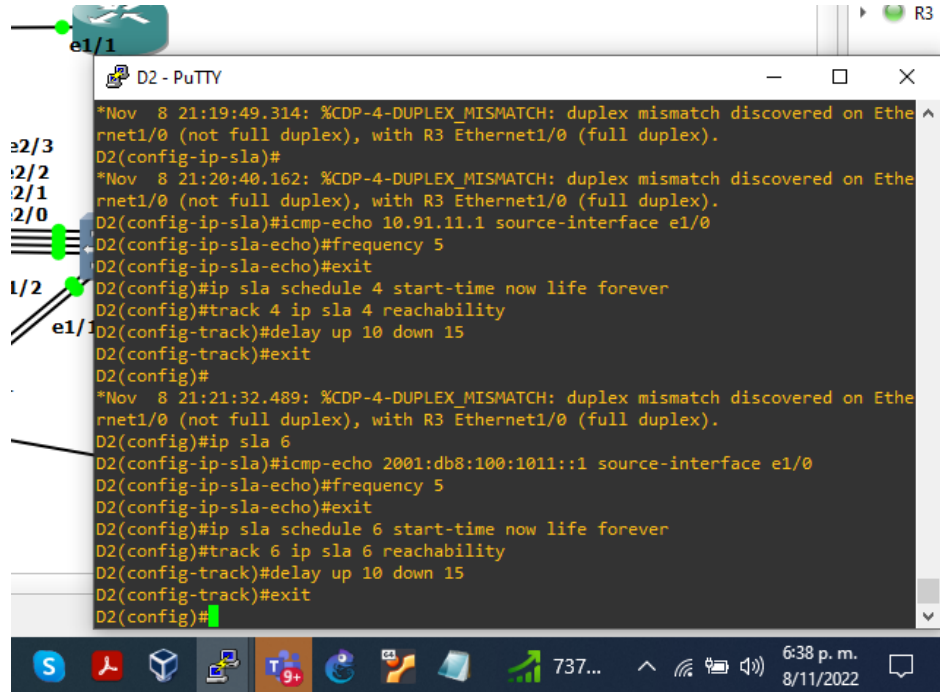 R3
e1/1
D2 - PuTTY
*Nov  8 21:19:49.314: %CDP-4-DUPLEX_MISMATCH: duplex mismatch discovered on Ethe
rnet1/0 (not full duplex), with R3 Ethernet1/0 (full duplex).
D2(config-ip-sla)#
*Nov  8 21:20:40.162: %CDP-4-DUPLEX_MISMATCH: duplex mismatch discovered on Ethe
rnet1/0 (not full duplex), with R3 Ethernet1/0 (full duplex).
D2(config-ip-sla)#icmp-echo 10.91.11.1 source-interface e1/0
D2(config-ip-sla-echo)#frequency 5
D2(config-ip-sla-echo)#exit
D2(config)#ip sla schedule 4 start-time now life forever
D2(config)#track 4 ip sla 4 reachability
D2(config-track)#delay up 10 down 15
D2(config-track)#exit
D2(config)#
*Nov  8 21:21:32.489: %CDP-4-DUPLEX_MISMATCH: duplex mismatch discovered on Ethe
rnet1/0 (not full duplex), with R3 Ethernet1/0 (full duplex).
D2(config)#ip sla 6
D2(config-ip-sla)#icmp-echo 2001:db8:100:1011::1 source-interface e1/0
D2(config-ip-sla-echo)#frequency 5
D2(config-ip-sla-echo)#exit
D2(config)#ip sla schedule 6 start-time now life forever
D2(config)#track 6 ip sla 6 reachability
D2(config-track)#delay up 10 down 15
D2(config-track)#exit
D2(config)#
e2/3
:2/2
:2/1
:2/0
1/2
e1/1
S
T
9+
64
737...
6:38 p. m.
8/11/2022